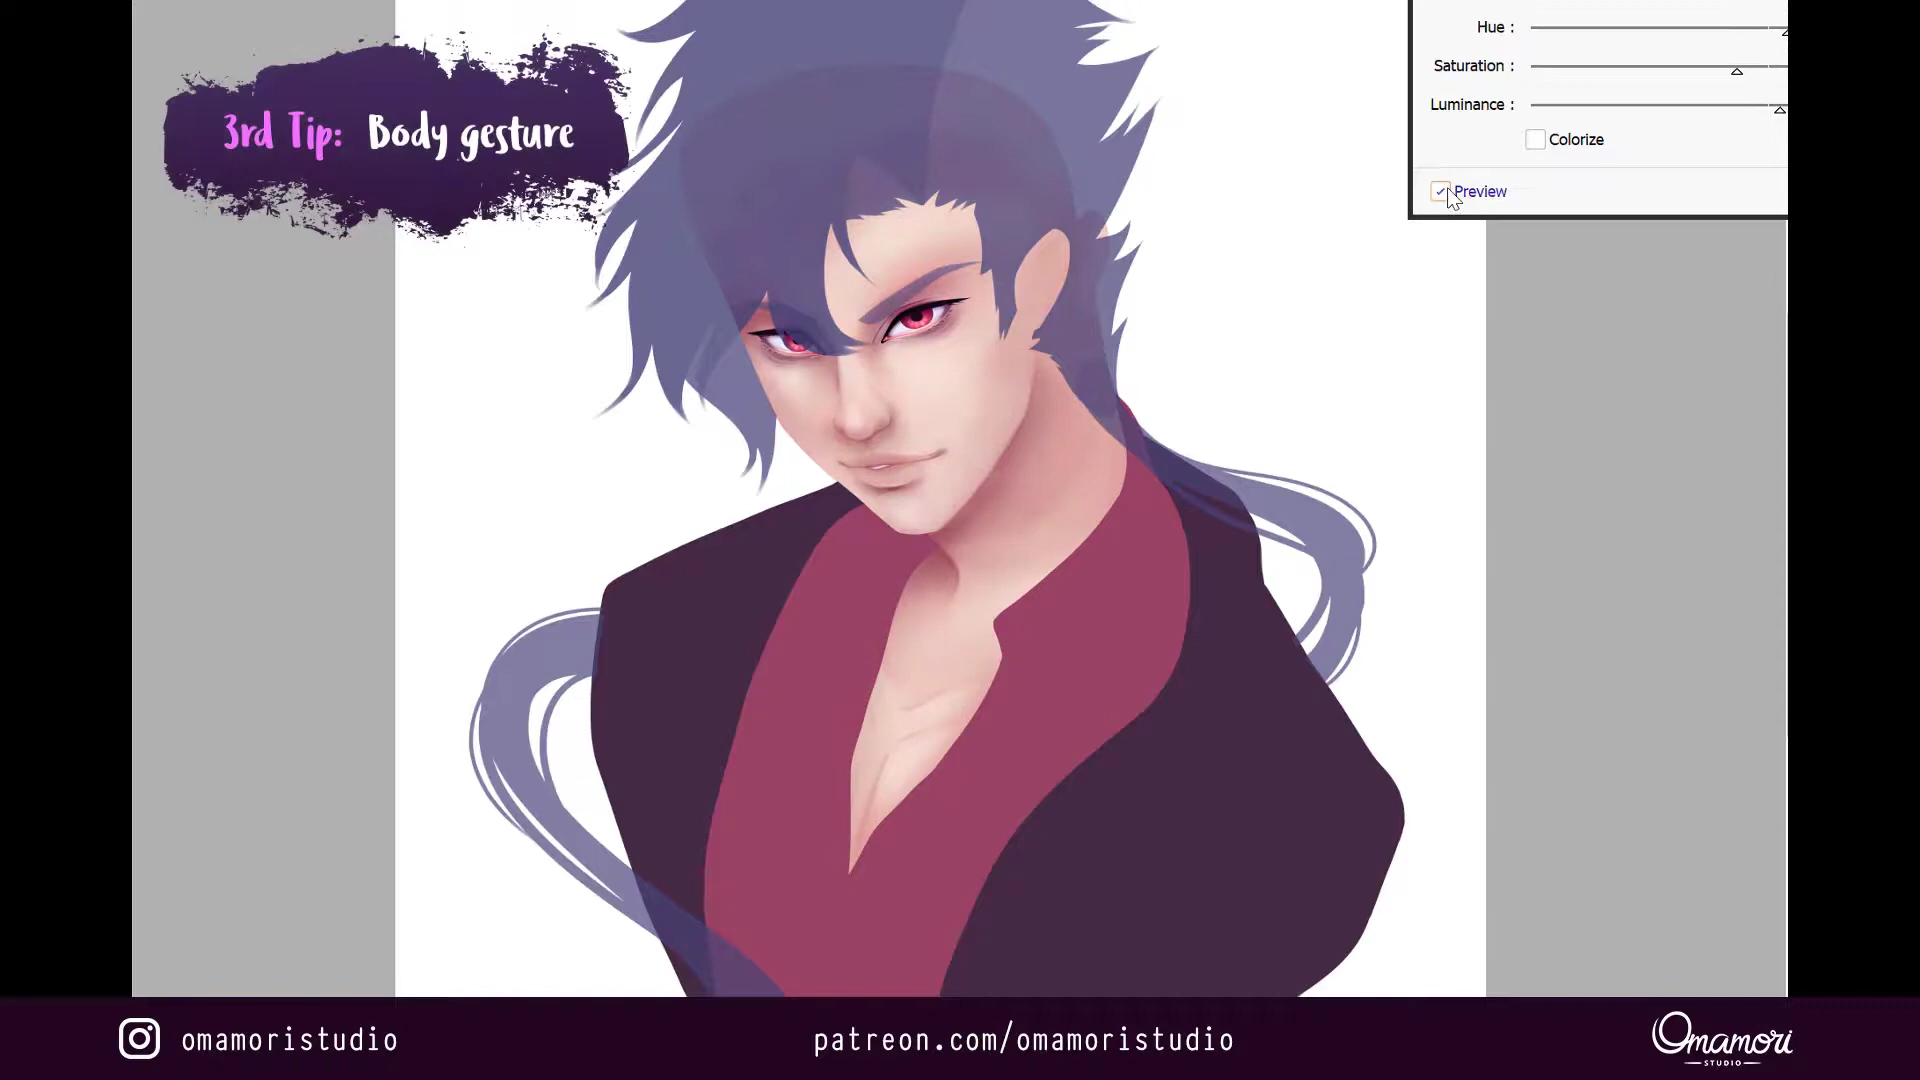 Hue :
Saturation :
Luminance :
Colorize
Preview
3rd Tip: Body gesture
omamoristudio
patreon.com/omamoristudio
Omamori
STUDIO